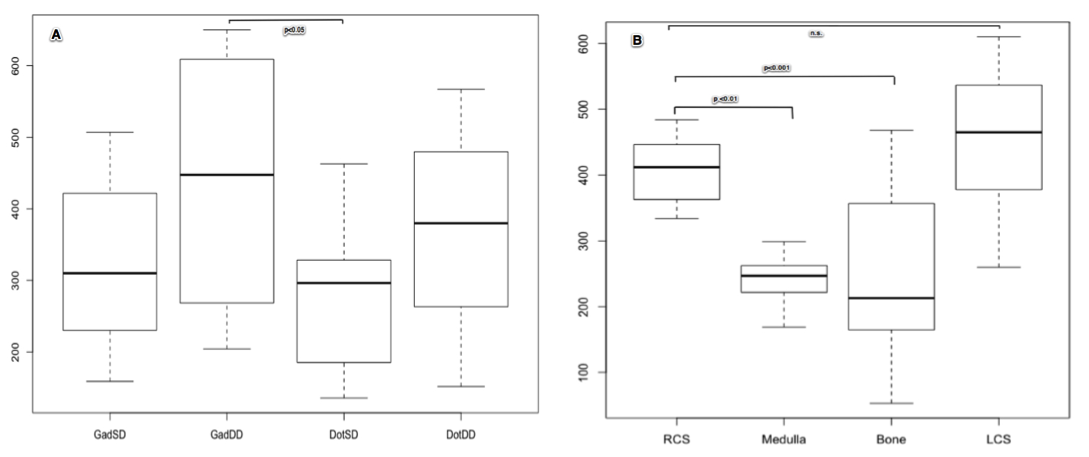 A
p<0.05
600
500
400
300
200
GadSD GadDD DotSD DotDD
B
n.s.
p<0.001
p <0.01
600
500
400
300
200
100
RCS Medulla Bone LCS